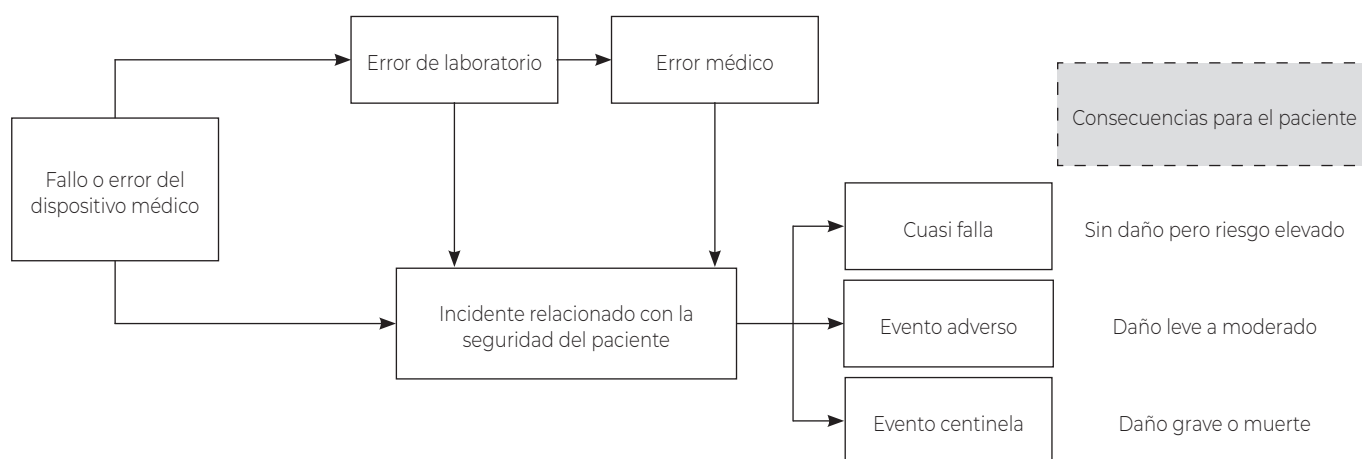 Error de laboratorio
Error médico
Consecuencias para el paciente
Fallo o error del
dispositivo médico
Cuasi falla
Sin daño pero riesgo elevado
Incidente relacionado con la
seguridad del paciente
Evento adverso
Daño leve a moderado
Evento centinela
Daño grave o muerte